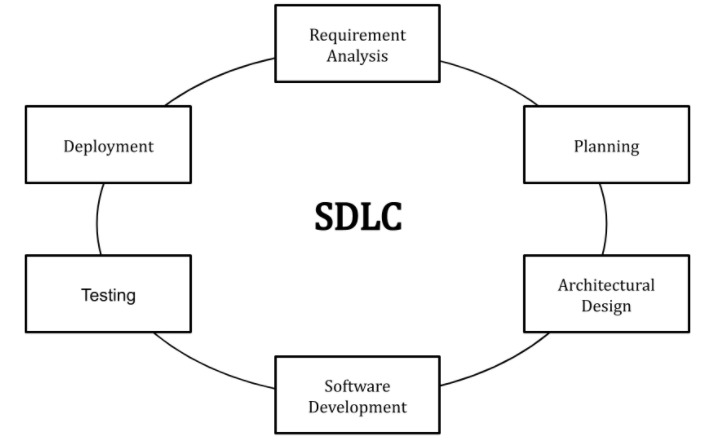 Requirement
Analysis
Deployment
Planning
SDLC
Testing
Architectural
Design
Software
Development